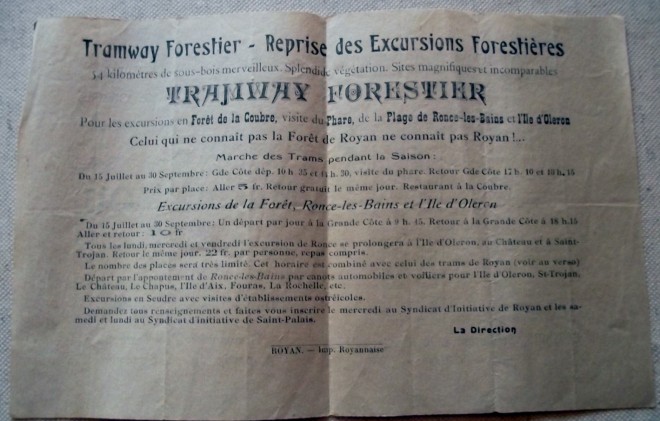 Tramway Forestier - Reprise des Excursions Forestières
54 kilomètres de sous-bois merveilleux. Splendide végétation. Sites magnifiques et incomparables
TRAMWAY FORESTIER
Pour les excursions en Forêt de la Coubre, visite du Phare, de la Plage de Ronce-les-Bains et l'Ile d'Oleron
Celui qui ne connaît pas la Forêt de Royan ne connaît pas Royan !..
Marche des Trams pendant la Saison :
Du 15 Juillet au 30 Septembre : Gde Côte dép. 10 h. 35 et 14 h. 30, visite du phare. Retour Gde Côte 17 h. 10 et 19 h. 15
Prix par place : Aller 5 fr. Retour gratuit le même jour. Restaurant à la Coubre.
Excursions de la Forêt, Ronce-les-Bains et l'Ile d'Oleron
Du 15 Juillet au 30 Septembre : Un départ par jour à la Grande Côte à 8 h. 45. Retour à la Grande Côte à 18 h. 15
Aller et retour : 10 fr
Tous les lundi, mercredi et vendredi l'excursion de Ronce se prolongera à l'Ile d'Oleron, au Château et à Saint-
Trojan. Retour le même jour. 22 fr. par personne, repas compris.
Le nombre des places sera très limité. Cet horaire est combiné avec celui des trams de Royan (voir au verso)
Départ par l'appontement de Ronce-les-Bains par canots automobiles et voiliers pour l'Ile d'Oleron, St-Trojan,
Le Château, Le Chapus, l'Ile d'Aix, Fouras, La Rochelle, etc.
Excursions en Seudre avec visites d'établissements ostréicoles.
Demandez tous renseignements et faites vous inscrire le mercredi au Syndicat d'Initiative de Royan et les sa-
medi et lundi au Syndicat d'initiative de Saint-Palais.
La Direction
ROYAN. — Imp. Royannaise